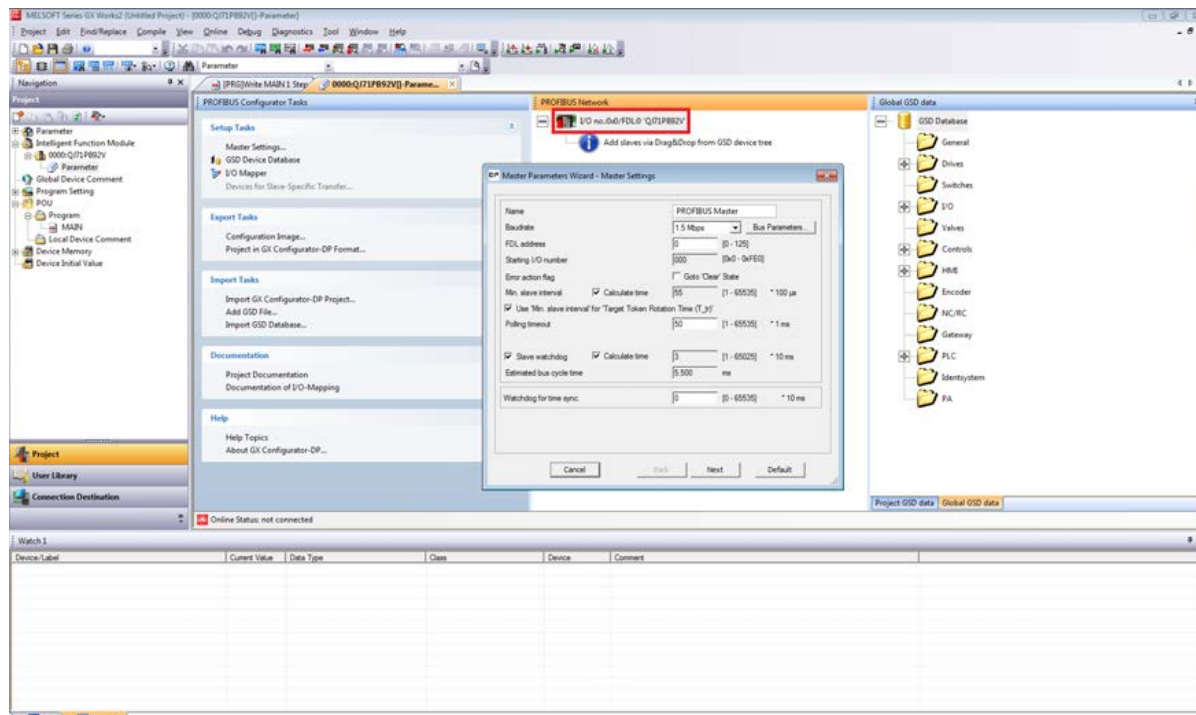 MELSOFT Series GX Works2 (Untitled Project) - [0000:QJ71PB92V[]-Parameter]
Project Edit Find/Replace Compile View Online Debug Diagnostics Tool Window Help
Parameter
Navigation
[PRG]Write MAIN 1 Step
0000:QJ71PB92V[]-Parame...
Project
Parameter
Intelligent Function Module
0000:QJ71PB92V
Parameter
Global Device Comment
Program Setting
POU
Program
MAIN
Local Device Comment
Device Memory
Device Initial Value
Project
User Library
Connection Destination
PROFIBUS Configurator Tasks
Setup Tasks
Master Settings...
GSD Device Database
I/O Mapper
Devices for Slave-Specific Transfer...
Export Tasks
Configuration Image...
Project in GX Configurator-DP Format...
Import Tasks
Import GX Configurator-DP Project...
Add GSD File...
Import GSD Database...
Documentation
Project Documentation
Documentation of I/O-Mapping
Help
Help Topics
About GX Configurator-DP...
PROFIBUS Network
I/O no.:0x0/FDL:0 'QJ71PB92V'
Add slaves via Drag&Drop from GSD device tree
Master Parameters Wizard - Master Settings
Name PROFIBUS Master
Baudrate 1.5 Mbps Bus Parameters...
FDL address 0 [0 - 125]
Starting I/O number 000 [0x0 - 0xFE0]
Error action flag Goto 'Clear' State
Min. slave interval Calculate time 55 [1 - 65535] * 100 µs
Use 'Min. slave interval' for 'Target Token Rotation Time (T_tr)'
Polling timeout 50 [1 - 65535] * 1 ms
Slave watchdog Calculate time 3 [1 - 65025] * 10 ms
Estimated bus cycle time 5.500 ms
Watchdog for time sync. 0 [0 - 65535] * 10 ms
Cancel Back Next Default
Global GSD data
GSD Database
General
Drives
Switches
I/O
Valves
Controls
HMI
Encoder
NC/RC
Gateway
PLC
Identsystem
PA
Project GSD data Global GSD data
Online Status: not connected
Watch 1
Device/Label Current Value Data Type Class Device Comment